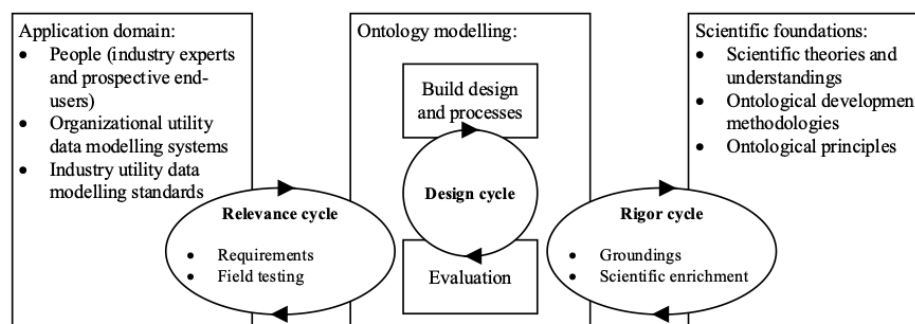 Application domain:
• People (industry experts
and prospective end-
users)
• Organizational utility
data modelling systems
• Industry utility data
modelling standards
Relevance cycle
• Requirements
• Field testing
Ontology modelling:
Build design
and processes
Design cycle
Evaluation
Scientific foundations:
• Scientific theories and
understandings
• Ontological development
methodologies
• Ontological principles
Rigor cycle
• Groundings
• Scientific enrichment